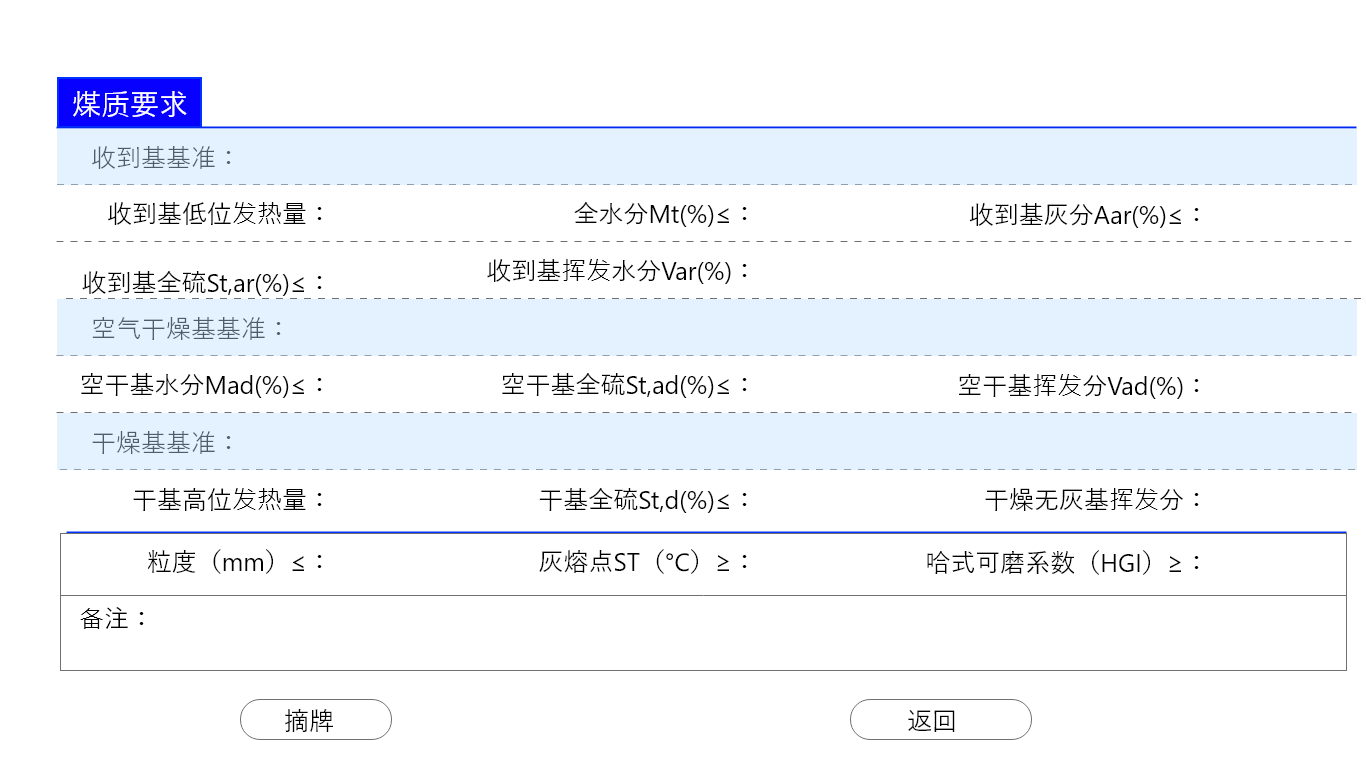 煤质要求
收到基基准：
收到基低位发热量： 全水分Mt(%)≤： 收到基灰分Aar(%)≤：
收到基全硫St,ar(%)≤： 收到基挥发水分Var(%)：
空气干燥基基准：
空干基水分Mad(%)≤： 空干基全硫St,ad(%)≤： 空干基挥发分Vad(%)：
干燥基基准：
干基高位发热量： 干基全硫St,d(%)≤： 干燥无灰基挥发分：
粒度（mm）≤： 灰熔点ST（℃）≥： 哈式可磨系数（HGI）≥：
备注：
摘牌 返回